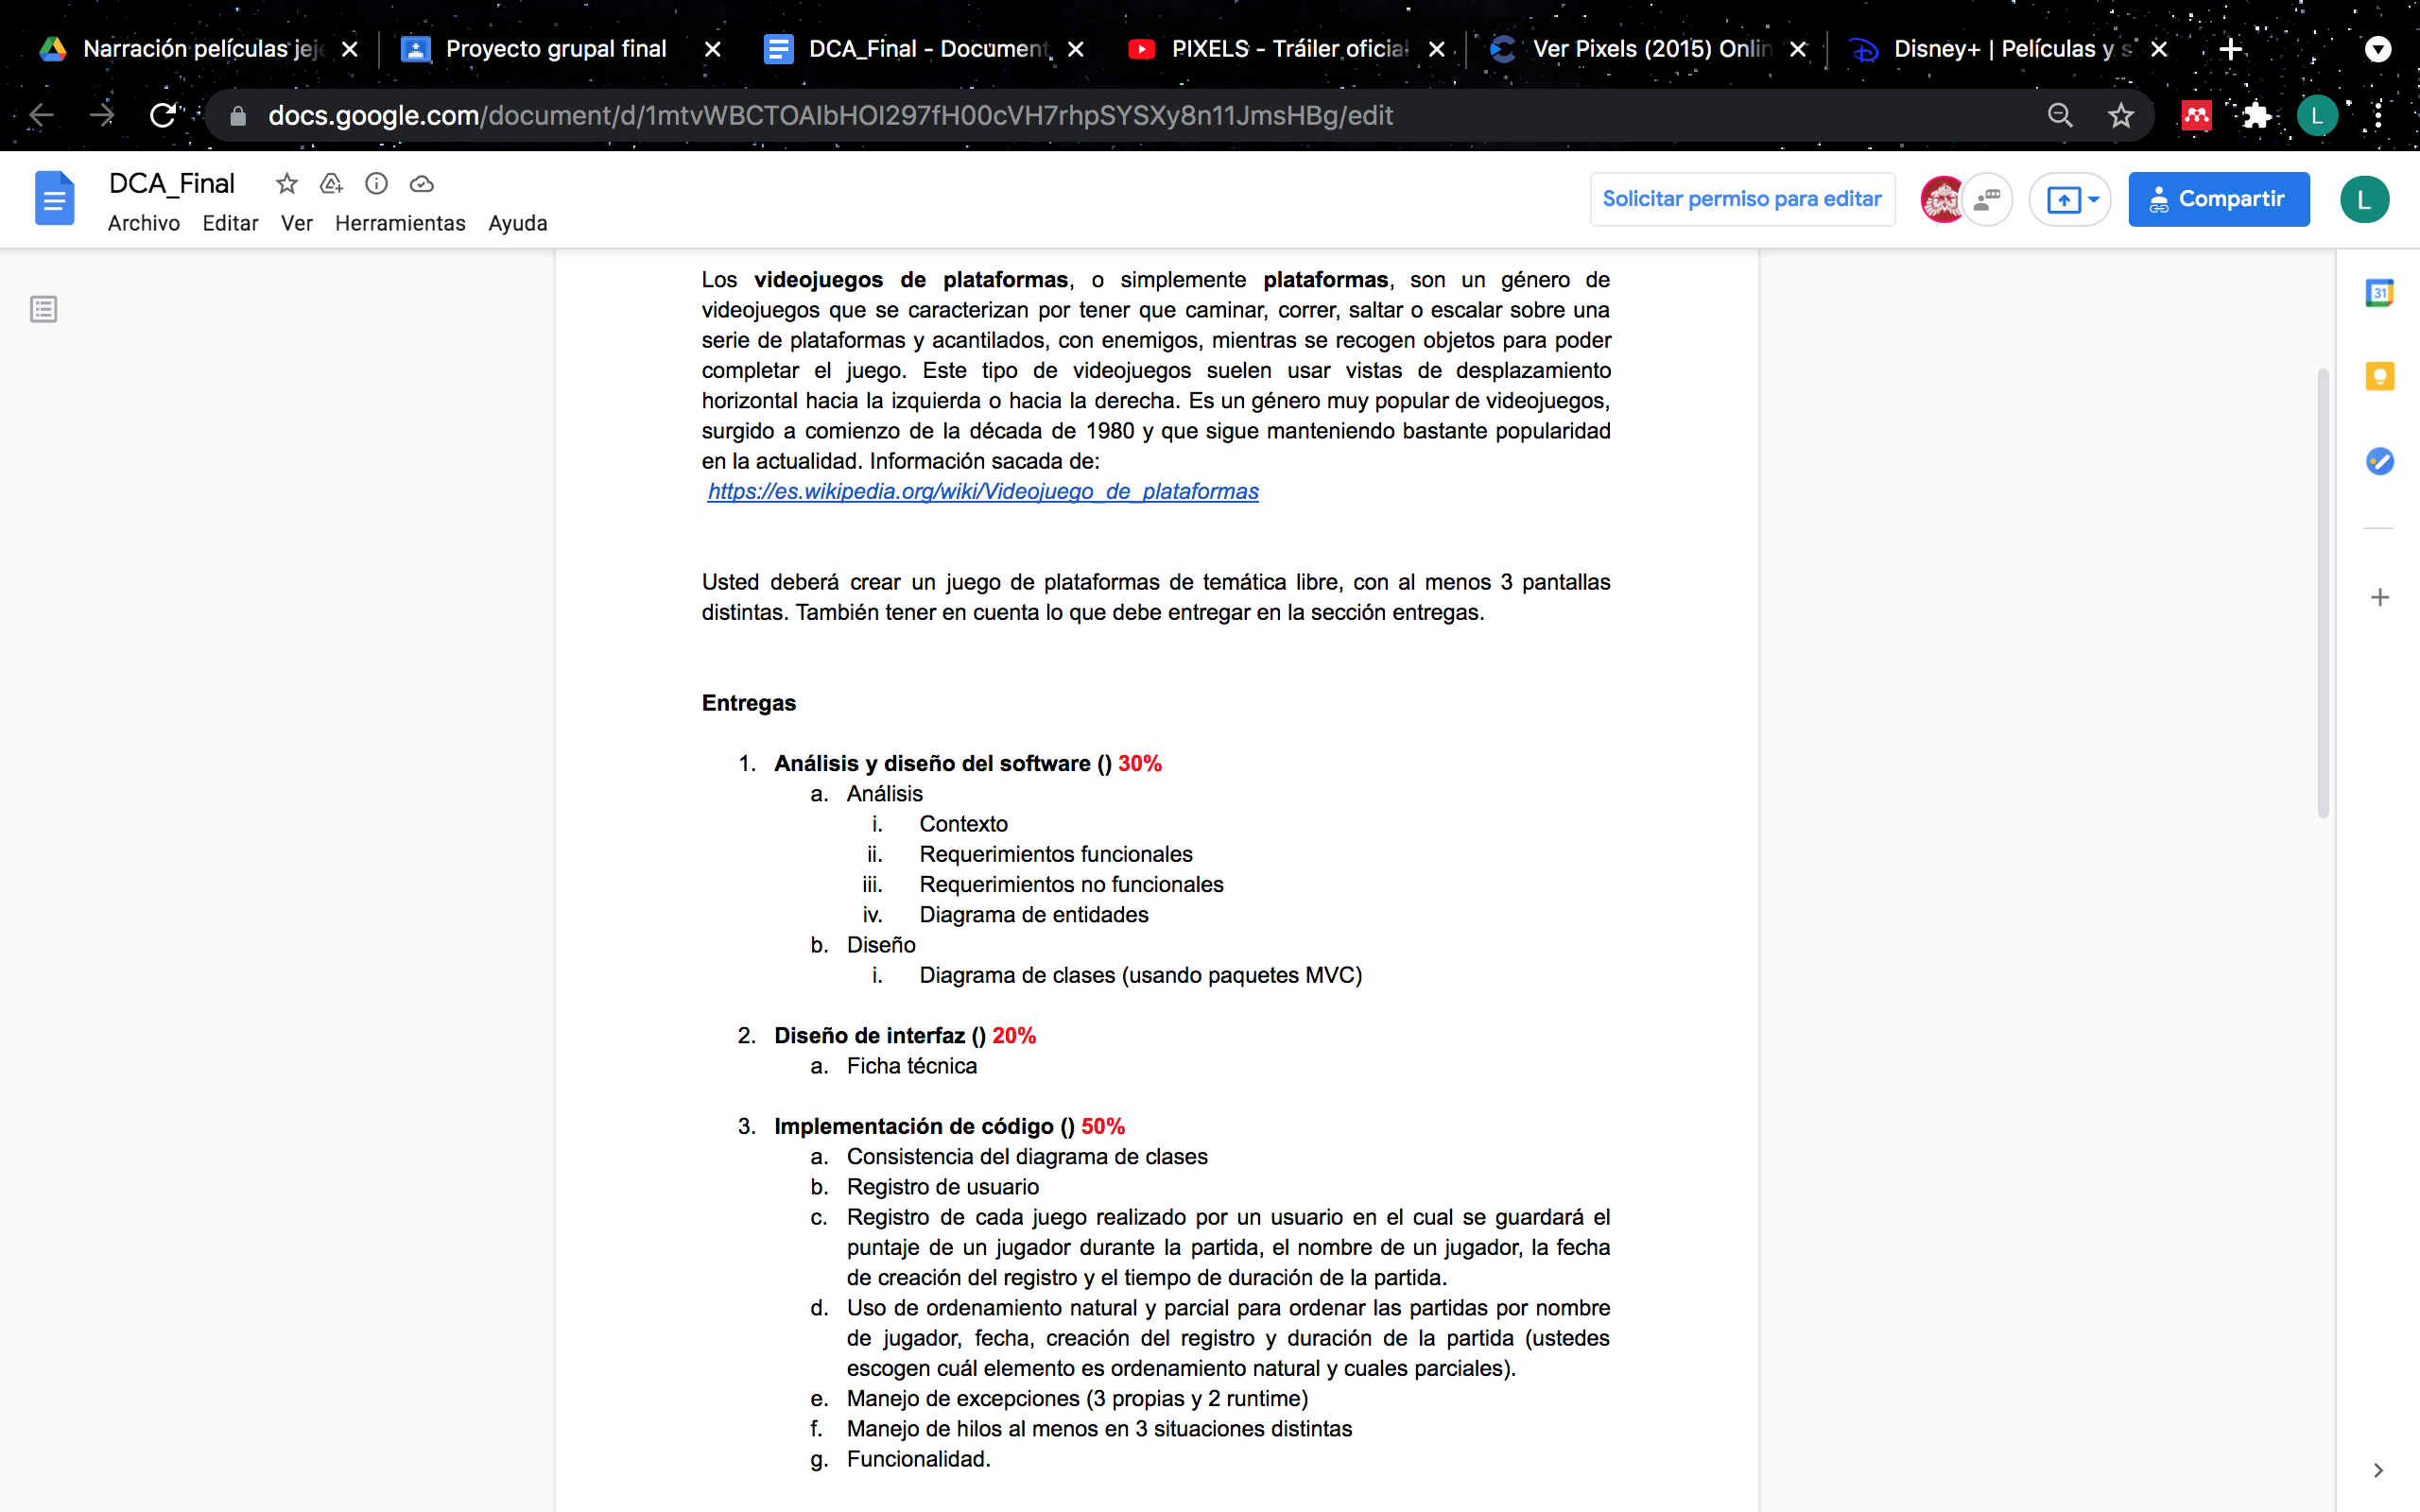 Narración películas jeje
Proyecto grupal final
DCA_Final - Document
PIXELS - Tráiler oficial
Ver Pixels (2015) Onlin
Disney+ | Películas y s
docs.google.com/document/d/1mtvWBCTOAIbHOI297fH00cVH7rhpSYSXy8n11JmsHBg/edit
L
DCA_Final
Archivo Editar Ver Herramientas Ayuda
Solicitar permiso para editar
Compartir
L
31
Los videojuegos de plataformas, o simplemente plataformas, son un género de
videojuegos que se caracterizan por tener que caminar, correr, saltar o escalar sobre una
serie de plataformas y acantilados, con enemigos, mientras se recogen objetos para poder
completar el juego. Este tipo de videojuegos suelen usar vistas de desplazamiento
horizontal hacia la izquierda o hacia la derecha. Es un género muy popular de videojuegos,
surgido a comienzo de la década de 1980 y que sigue manteniendo bastante popularidad
en la actualidad. Información sacada de:
https://es.wikipedia.org/wiki/Videojuego_de_plataformas
Usted deberá crear un juego de plataformas de temática libre, con al menos 3 pantallas
distintas. También tener en cuenta lo que debe entregar en la sección entregas.
Entregas
1. Análisis y diseño del software () 30%
a. Análisis
i. Contexto
ii. Requerimientos funcionales
iii. Requerimientos no funcionales
iv. Diagrama de entidades
b. Diseño
i. Diagrama de clases (usando paquetes MVC)
2. Diseño de interfaz () 20%
a. Ficha técnica
3. Implementación de código () 50%
a. Consistencia del diagrama de clases
b. Registro de usuario
c. Registro de cada juego realizado por un usuario en el cual se guardará el
puntaje de un jugador durante la partida, el nombre de un jugador, la fecha
de creación del registro y el tiempo de duración de la partida.
d. Uso de ordenamiento natural y parcial para ordenar las partidas por nombre
de jugador, fecha, creación del registro y duración de la partida (ustedes
escogen cuál elemento es ordenamiento natural y cuales parciales).
e. Manejo de excepciones (3 propias y 2 runtime)
f. Manejo de hilos al menos en 3 situaciones distintas
g. Funcionalidad.